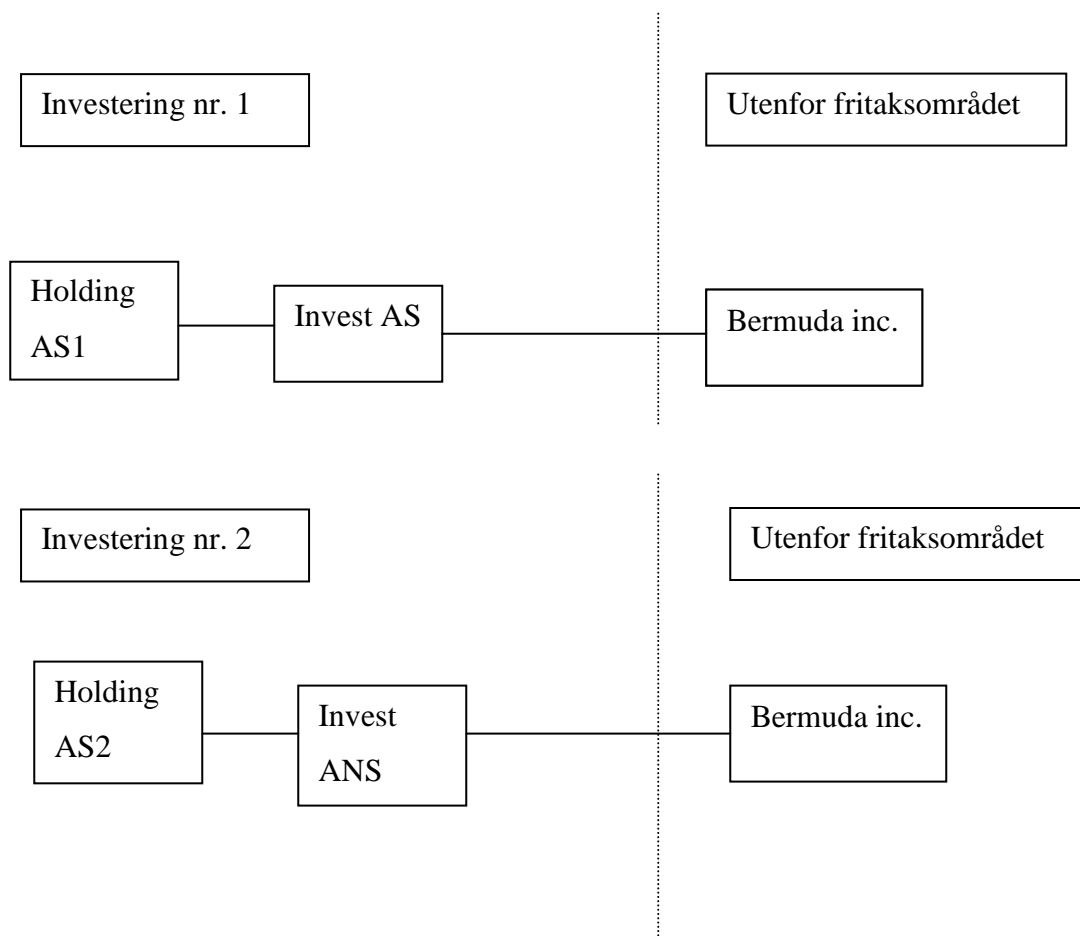 Investering nr. 1
Utenfor fritaksområdet
Holding
AS1
Invest AS
Bermuda inc.
Investering nr. 2
Utenfor fritaksområdet
Holding
AS2
Invest
ANS
Bermuda inc.